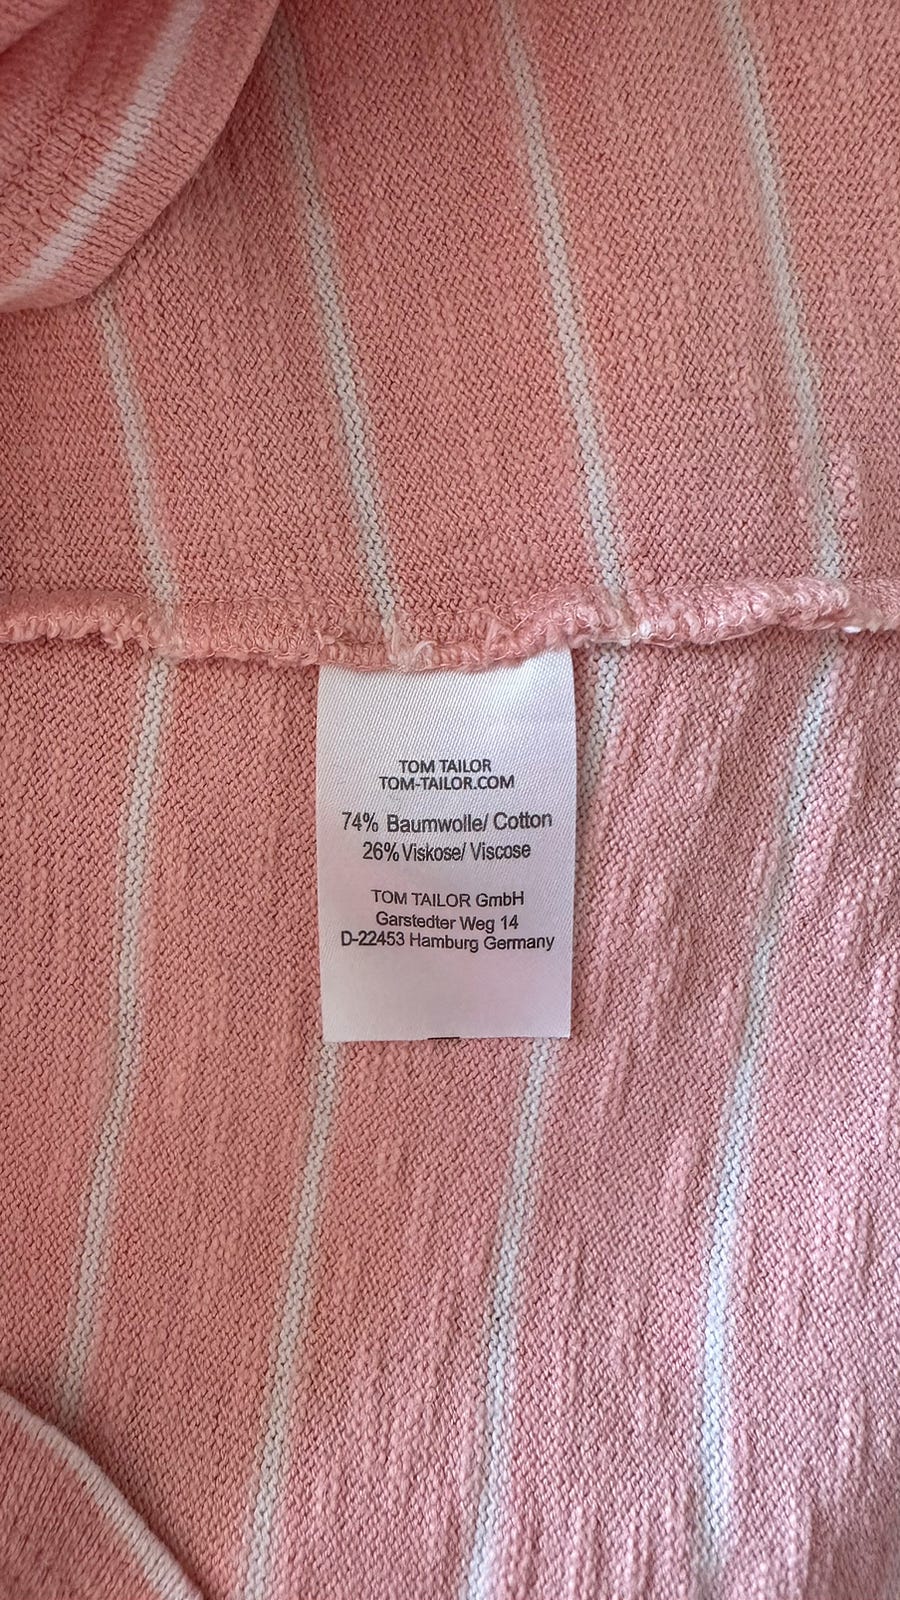 TOM TAILOR
TOM-TAILOR.COM
74% Baumwolle/ Cotton
26% Viskose/ Viscose
TOM TAILOR GmbH
Garstedter Weg 14
D-22453 Hamburg Germany